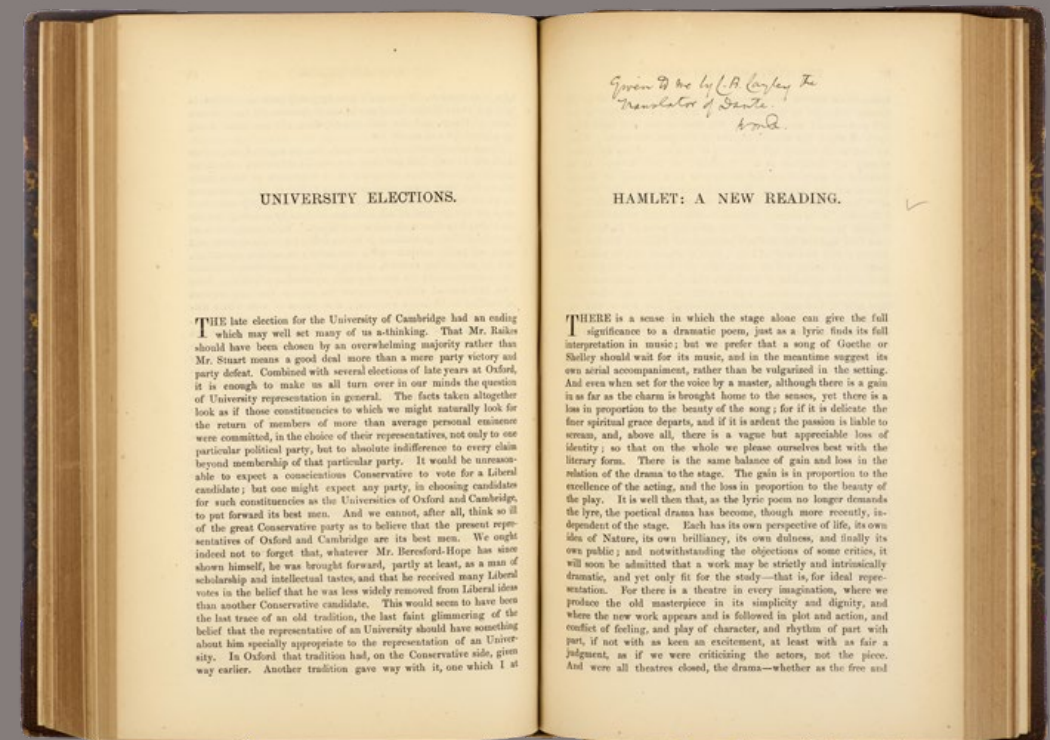 UNIVERSITY ELECTIONS.
THE late election for the University of Cambridge had an ending
which may well set many of us a-thinking. That Mr. Raikes
should have been chosen by an overwhelming majority rather than
Mr. Stuart means a good deal more than a mere party victory and
party defeat. Combined with several elections of late years at Oxford,
it is enough to make us all turn over in our minds the question
of University representation in general. The facts taken altogether
look as if those constituencies to which we might naturally look for
the return of members of more than average personal eminence
were committed, in the choice of their representatives, not only to one
particular political party, but to absolute indifference to every claim
beyond membership of that particular party. It would be unreason-
able to expect a conscientious Conservative to vote for a Liberal
candidate; but one might expect any party, in choosing candidates
for such constituencies as the Universities of Oxford and Cambridge,
to put forward its best men. And we cannot, after all, think so ill
of the great Conservative party as to believe that the present repre-
sentatives of Oxford and Cambridge are its best men. We ought
indeed not to forget that, whatever Mr. Beresford-Hope has since
shown himself, he was brought forward, partly at least, as a man of
scholarship and intellectual tastes, and that he received many Liberal
votes in the belief that he was less widely removed from Liberal ideas
than another Conservative candidate. This would seem to have been
the last trace of an old tradition, the last faint glimmering of the
belief that the representative of an University should have something
about him specially appropriate to the representation of an Univer-
sity. In Oxford that tradition had, on the Conservative side, given
way earlier. Another tradition gave way with it, one which I at
Given to me by C. B. Cayley the
Translator of Dante.
HAMLET: A NEW READING.
THERE is a sense in which the stage alone can give the full
significance to a dramatic poem, just as a lyric finds its full
interpretation in music; but we prefer that a song of Goethe or
Shelley should wait for its music, and in the meantime suggest its
own aërial accompaniment, rather than be vulgarized in the setting.
And even when set for the voice by a master, although there is a gain
in as far as the charm is brought home to the senses, yet there is a
loss in proportion to the beauty of the song; for if it is delicate the
finer spiritual grace departs, and if it is ardent the passion is liable to
scream, and, above all, there is a vague but appreciable loss of
identity; so that on the whole we please ourselves best with the
literary form. There is the same balance of gain and loss in the
relation of the drama to the stage. The gain is in proportion to the
excellence of the acting, and the loss in proportion to the beauty of
the play. It is well then that, as the lyric poem no longer demands
the lyre, the poetical drama has become, though more recently, in-
dependent of the stage. Each has its own perspective of life, its own
idea of Nature, its own brilliancy, its own dulness, and finally its
own public; and notwithstanding the objections of some critics, it
will soon be admitted that a work may be strictly and intrinsically
dramatic, and yet only fit for the study—that is, for ideal repre-
sentation. For there is a theatre in every imagination, where we
produce the old masterpiece in its simplicity and dignity, and
where the new work appears and is followed in plot and action, and
conflict of feeling, and play of character, and rhythm of part with
part, if not with as keen an excitement, at least with as fair a
judgment, as if we were criticizing the actors, not the piece.
And were all theatres closed, the drama—whether as the free and